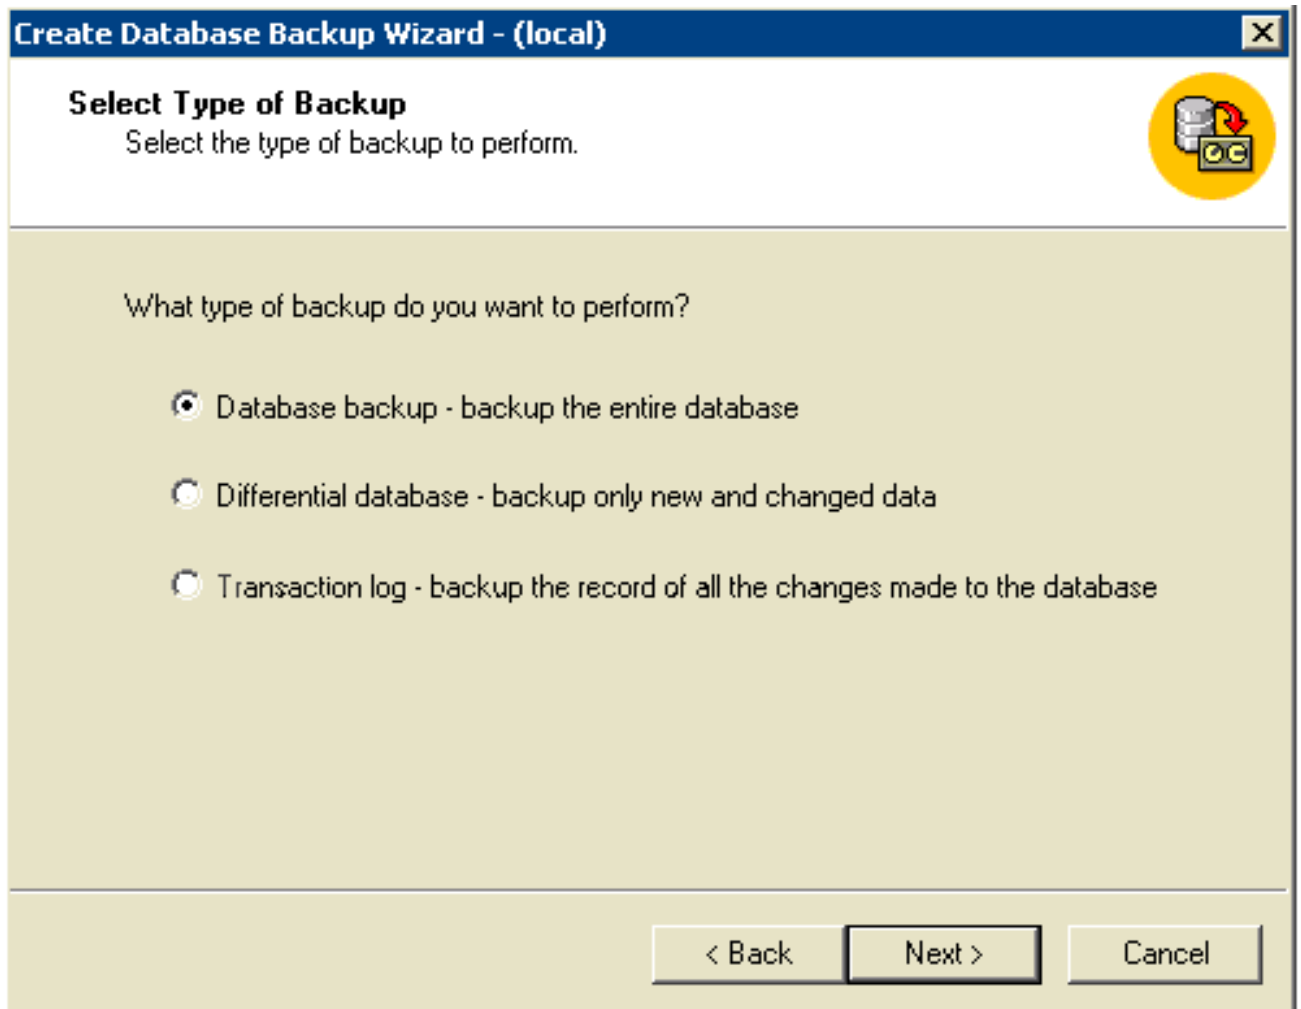 Create Database Backup Wizard - (local)
Select Type of Backup
Select the type of backup to perform.
What type of backup do you want to perform?
Database backup - backup the entire database
Differential database - backup only new and changed data
Transaction log - backup the record of all the changes made to the database
< Back
Next >
Cancel